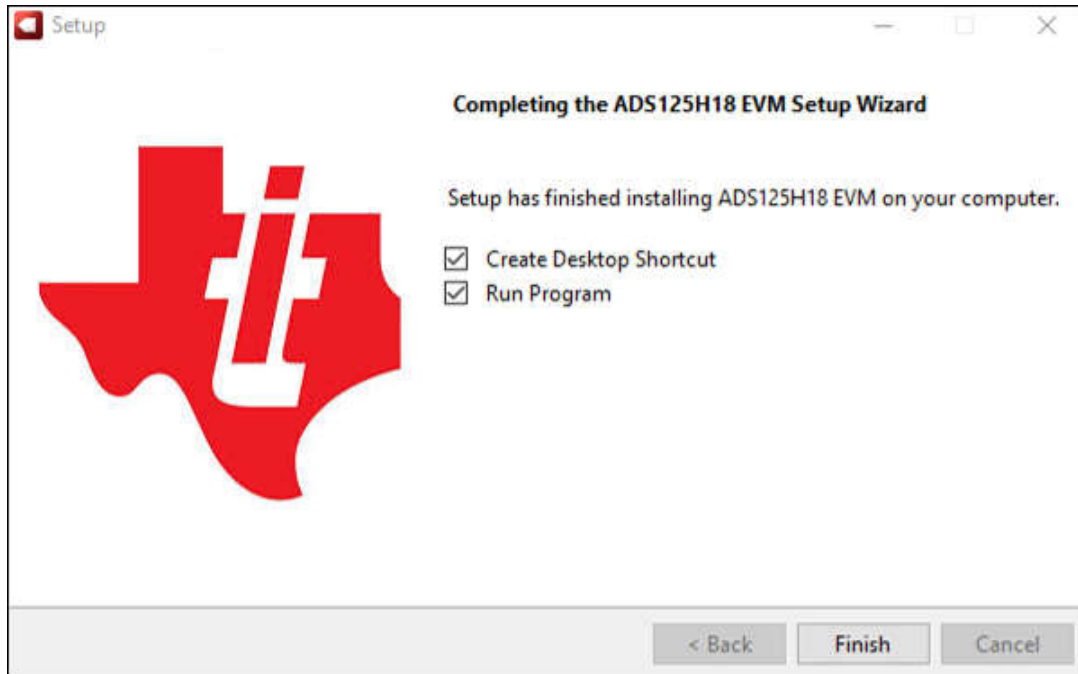 Setup
Completing the ADS125H18 EVM Setup Wizard
Setup has finished installing ADS125H18 EVM on your computer.
Create Desktop Shortcut
Run Program
ti
< Back Finish Cancel